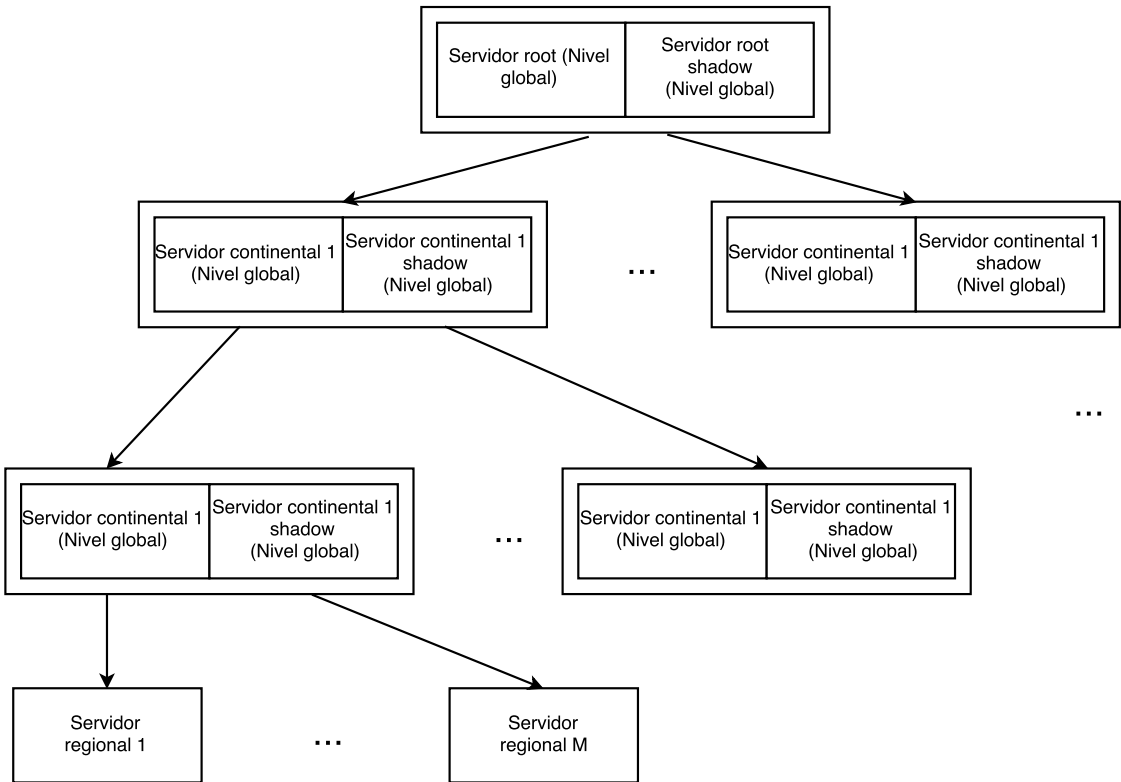 Servidor root (Nivel
global)
Servidor root
shadow
(Nivel global)
Servidor continental 1
(Nivel global)
Servidor continental 1
shadow
(Nivel global)
...
Servidor continental 1
(Nivel global)
Servidor continental 1
shadow
(Nivel global)
...
Servidor continental 1
(Nivel global)
Servidor continental 1
shadow
(Nivel global)
...
Servidor continental 1
(Nivel global)
Servidor continental 1
shadow
(Nivel global)
Servidor
regional 1
...
Servidor
regional M